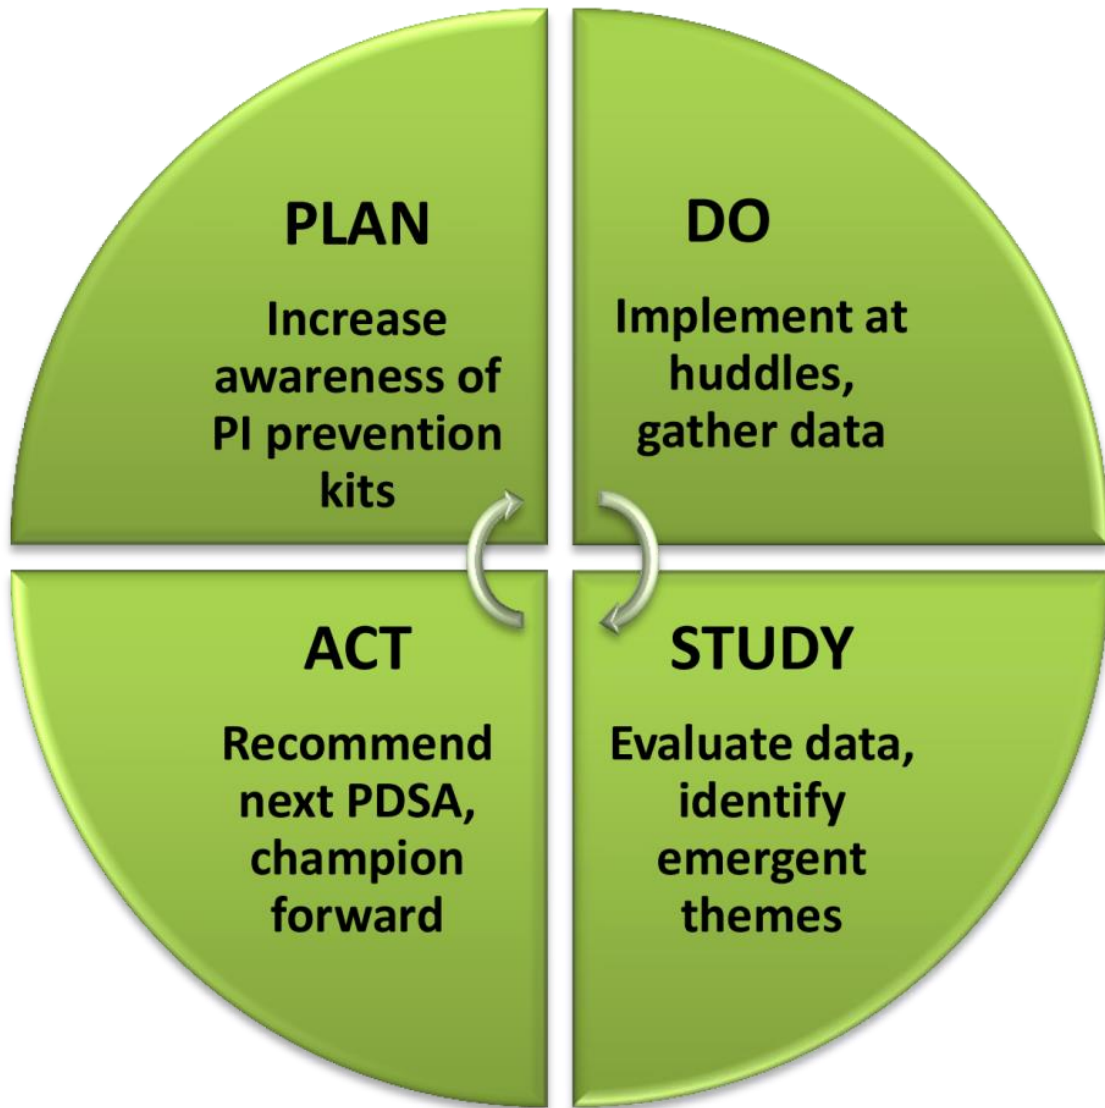 PLAN
Increase
awareness of
PI prevention
kits
DO
Implement at
huddles,
gather data
ACT
Recommend
next PDSA,
champion
forward
STUDY
Evaluate data,
identify
emergent
themes